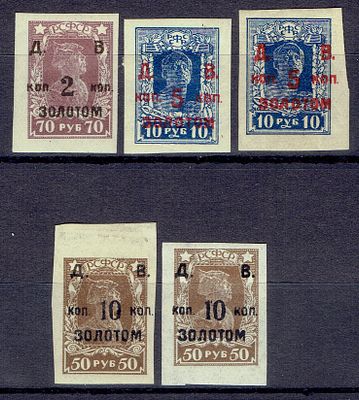 Д. В.
2
коп. коп.
ЗОЛОТОМ
70 РУБ 70
РСФСР
Д. В.
5
коп. коп.
ЗОЛОТОМ
10 РУБ 10
РСФСР
Д. В.
5
коп. коп.
ЗОЛОТОМ
10 РУБ 10
РСФСР
Д. В.
10
коп. коп.
ЗОЛОТОМ
50 РУБ 50
РСФСР
Д. В.
10
коп. коп.
ЗОЛОТОМ
50 РУБ 50